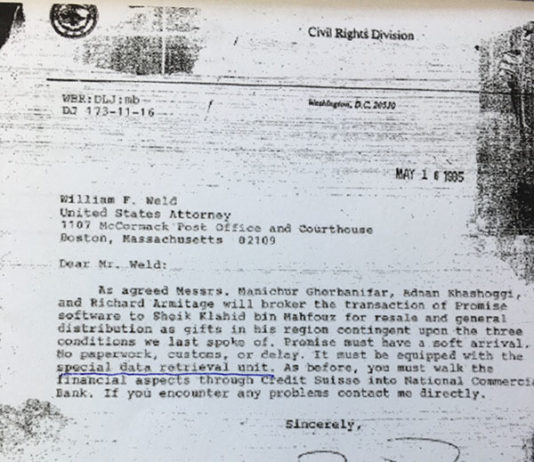 Civil Rights Division
WBR:DLJ:mb
DJ 173-11-16
Washington, D.C. 20530
MAY 16 1985
William F. Weld
United States Attorney
1107 McCormack Post Office and Courthouse
Boston, Massachusetts 02109
Dear Mr. Weld:
As agreed Messrs. Manichur Ghorbanifar, Adnan Khashoggi,
and Richard Armitage will broker the transaction of Promise
software to Sheik Klahid bin Mahfouz for resale and general
distribution as gifts in his region contingent upon the three
conditions we last spoke of. Promise must have a soft arrival.
No paperwork, customs, or delay. It must be equipped with the
special data retrieval unit. As before, you must walk the
financial aspects through Credit Suisse into National Commercia
Bank. If you encounter any problems contact me directly.
Sincerely,